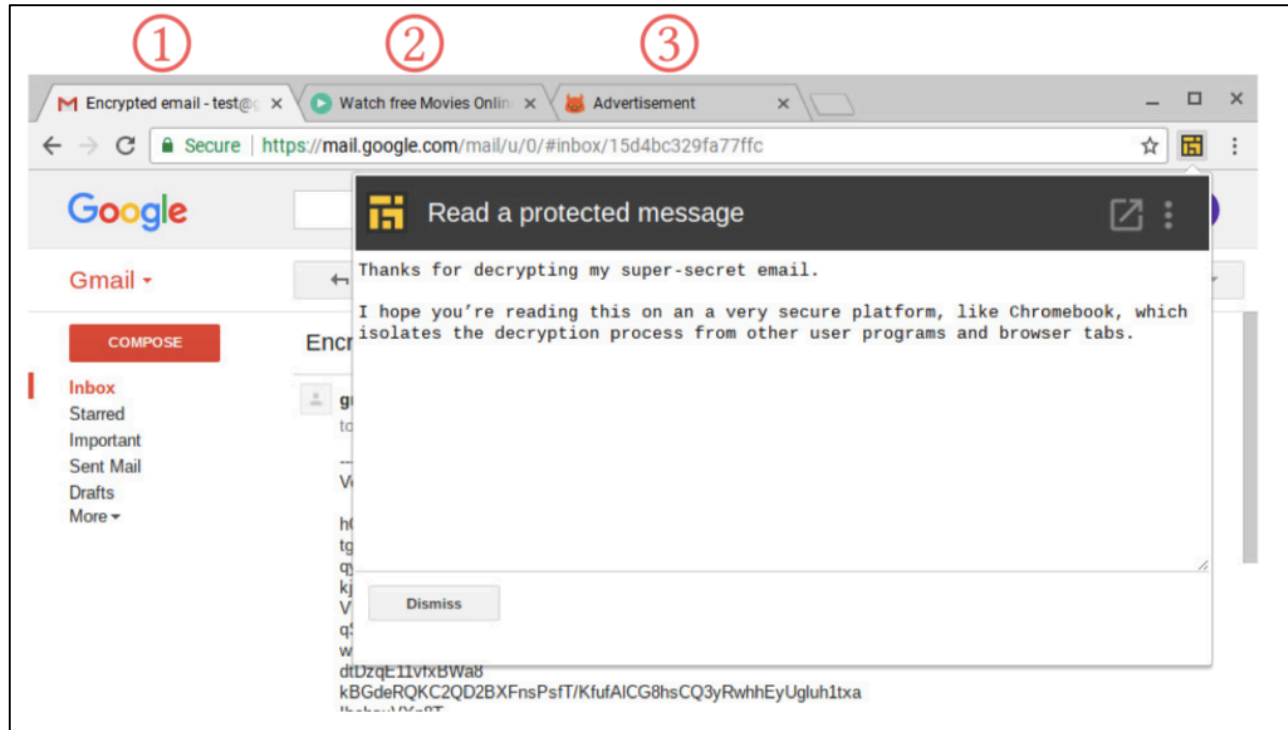 1 2 3
Encrypted email - test@g Watch free Movies Onlin Advertisement
Secure https://mail.google.com/mail/u/0/#inbox/15d4bc329fa77ffc
Google
Read a protected message
Gmail
Thanks for decrypting my super-secret email.
I hope you’re reading this on an a very secure platform, like Chromebook, which
isolates the decryption process from other user programs and browser tabs.
COMPOSE
Encr
Inbox
Starred
Important
Sent Mail
Drafts
More
g
to
V
h
tg
q
kj
V
q
w
Dismiss
dtDzqE11vfxBWa8
kBGdeRQKC2QD2BXFnsPsfT/KfufAICG8hsCQ3yRwhhEyUgluh1txa